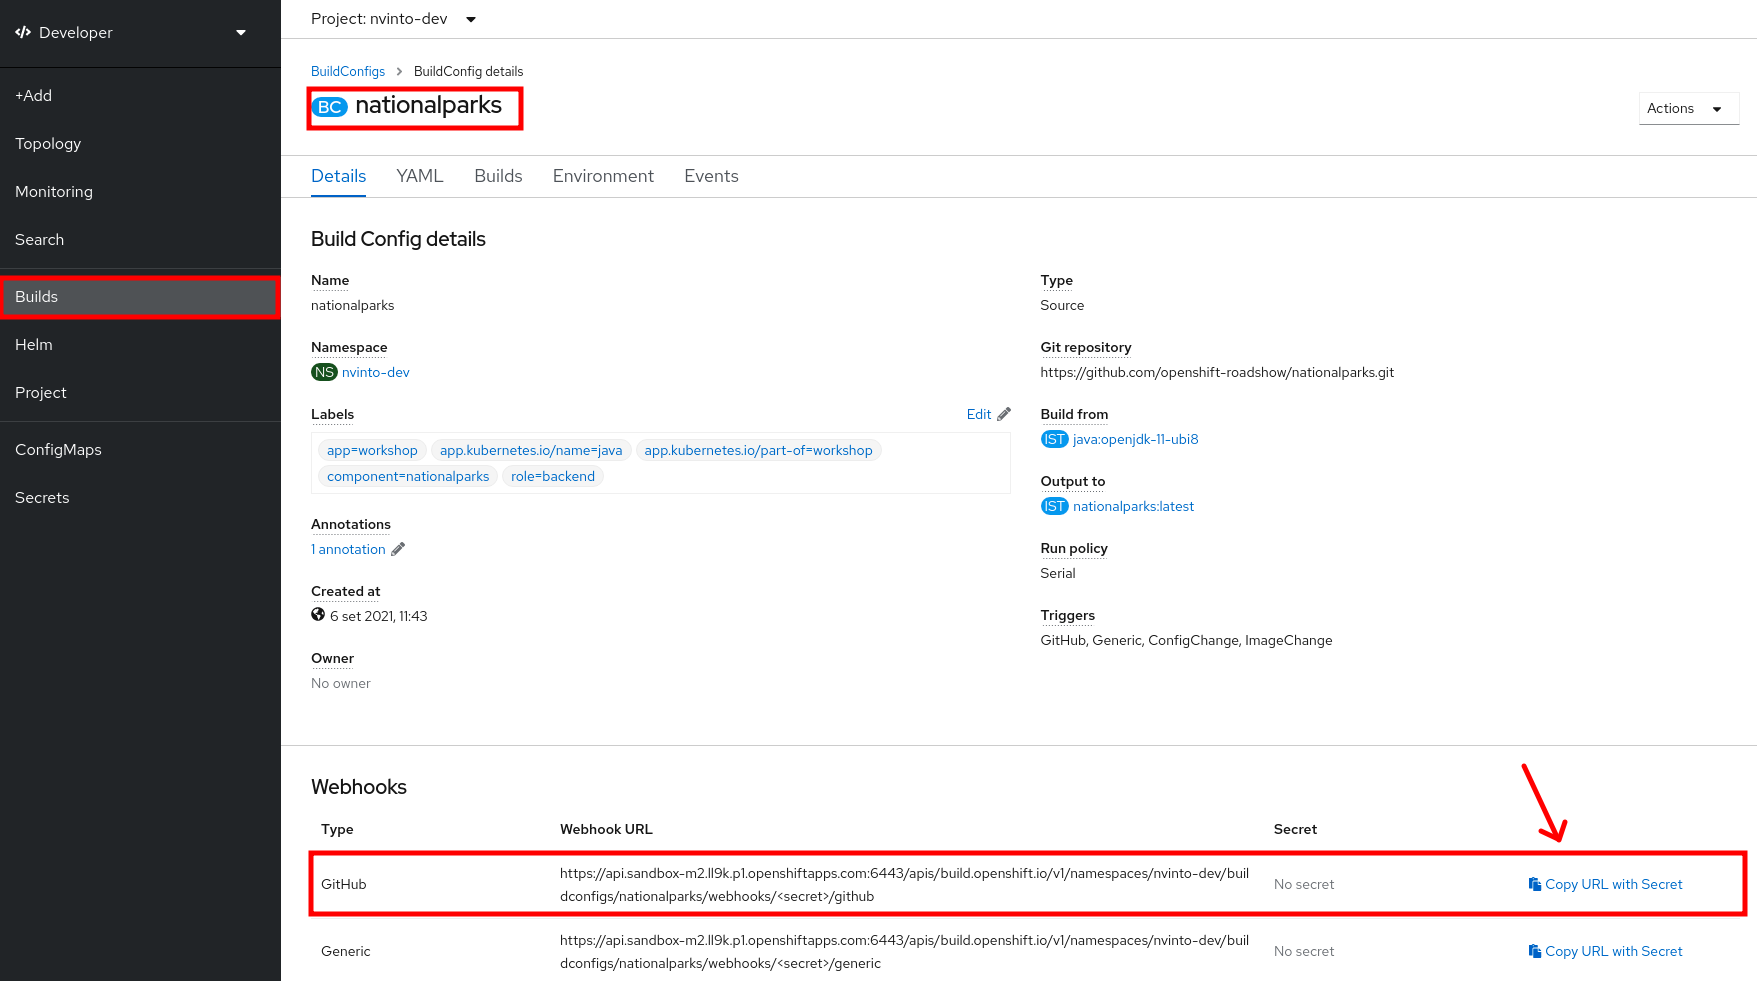 Developer
+Add
Topology
Monitoring
Search
Builds
Helm
Project
ConfigMaps
Secrets
Project: nvinto-dev
BuildConfigs > BuildConfig details
BC nationalparks
Actions
Details YAML Builds Environment Events
Build Config details
Name
nationalparks
Namespace
NS nvinto-dev
Labels
Edit
app=workshop app.kubernetes.io/name=java app.kubernetes.io/part-of=workshop
component=nationalparks role=backend
Annotations
1 annotation
Created at
6 set 2021, 11:43
Owner
No owner
Type
Source
Git repository
https://github.com/openshift-roadshow/nationalparks.git
Build from
IST java:openjdk-11-ubi8
Output to
IST nationalparks:latest
Run policy
Serial
Triggers
GitHub, Generic, ConfigChange, ImageChange
Webhooks
Type Webhook URL Secret
GitHub
https://api.sandbox-m2.ll9k.p1.openshiftapps.com:6443/apis/build.openshift.io/v1/namespaces/nvinto-dev/buil
dconfigs/nationalparks/webhooks/<secret>/github
No secret
Copy URL with Secret
Generic
https://api.sandbox-m2.ll9k.p1.openshiftapps.com:6443/apis/build.openshift.io/v1/namespaces/nvinto-dev/buil
dconfigs/nationalparks/webhooks/<secret>/generic
No secret
Copy URL with Secret